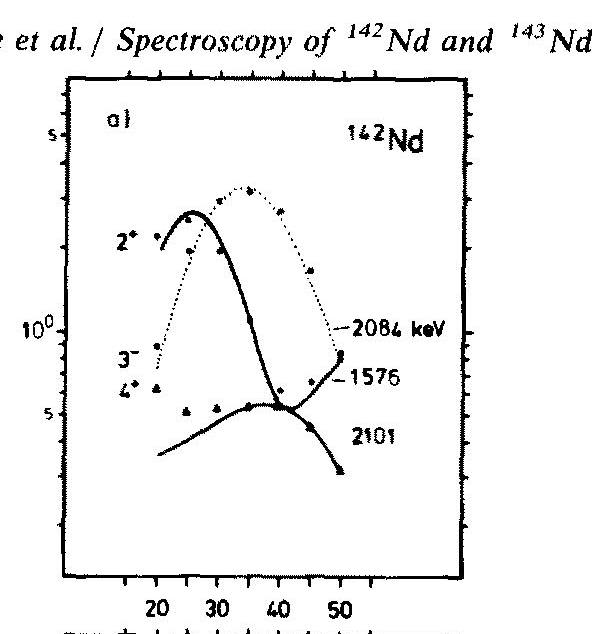 et al. / Spectroscopy of ¹⁴²Nd and ¹⁴³Nd
a)
¹⁴²Nd
5
2⁺
10⁰
2084 keV
3⁻
1576
4⁺
5
2101
20 30 40 50